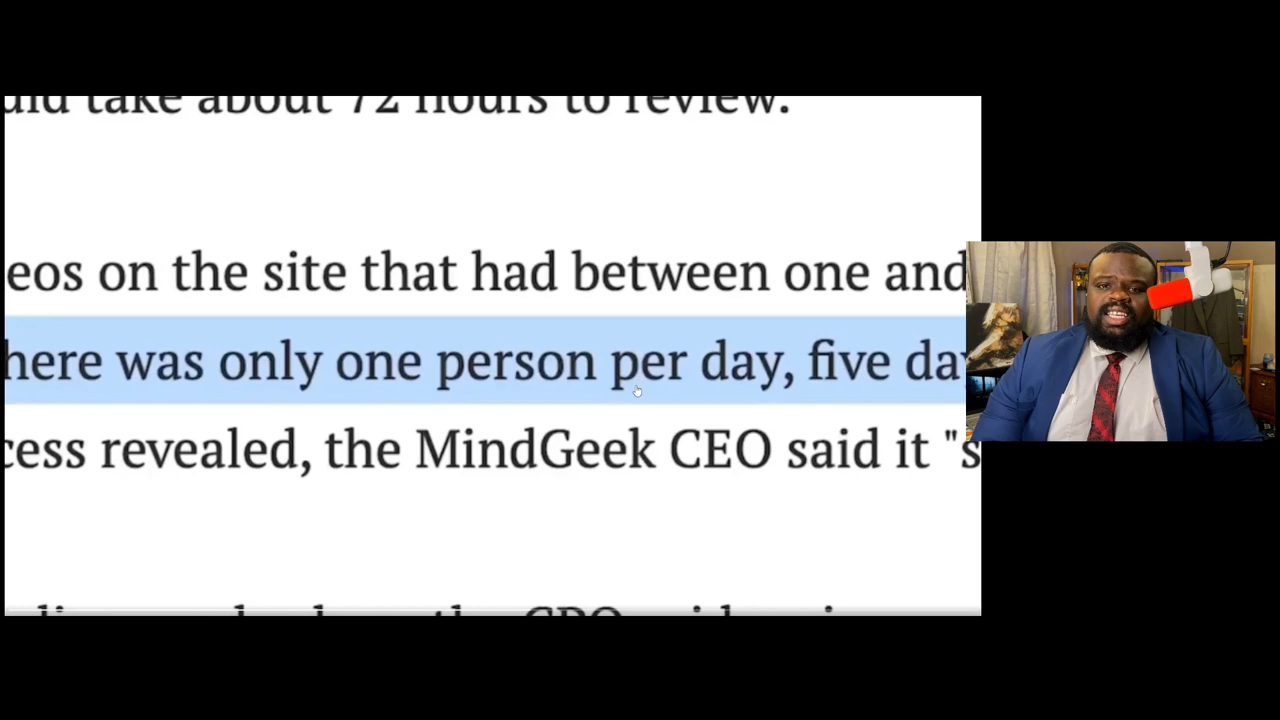 take about 72 hours to review.
eos on the site that had between one and
here was only one person per day, five da
cess revealed, the MindGeek CEO said it "s